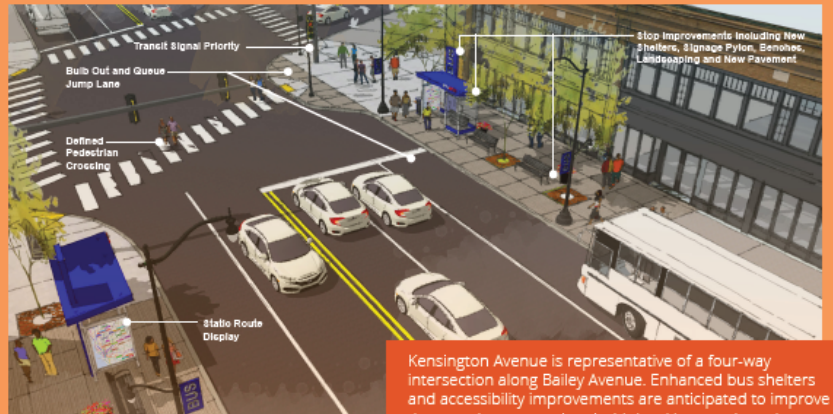 Transit Signal Priority
Bulb Out and Queue
Jump Lane
Defined
Pedestrian
Crossing
Stop Improvements Including New
Shelters, Signage Pylon, Benches,
Landscaping and New Pavement
Static Route
Display
BUS
Kensington Avenue is representative of a four-way
intersection along Bailey Avenue. Enhanced bus shelters
and accessibility improvements are anticipated to improve